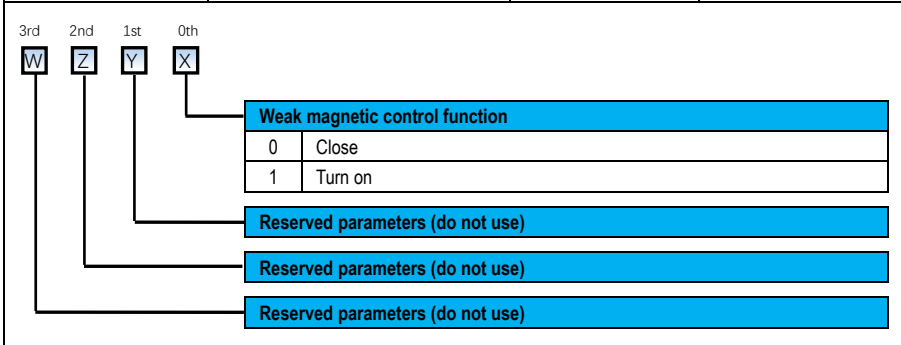 3rd 2nd 1st 0th
W Z Y X
Weak magnetic control function
0 Close
1 Turn on
Reserved parameters (do not use)
Reserved parameters (do not use)
Reserved parameters (do not use)